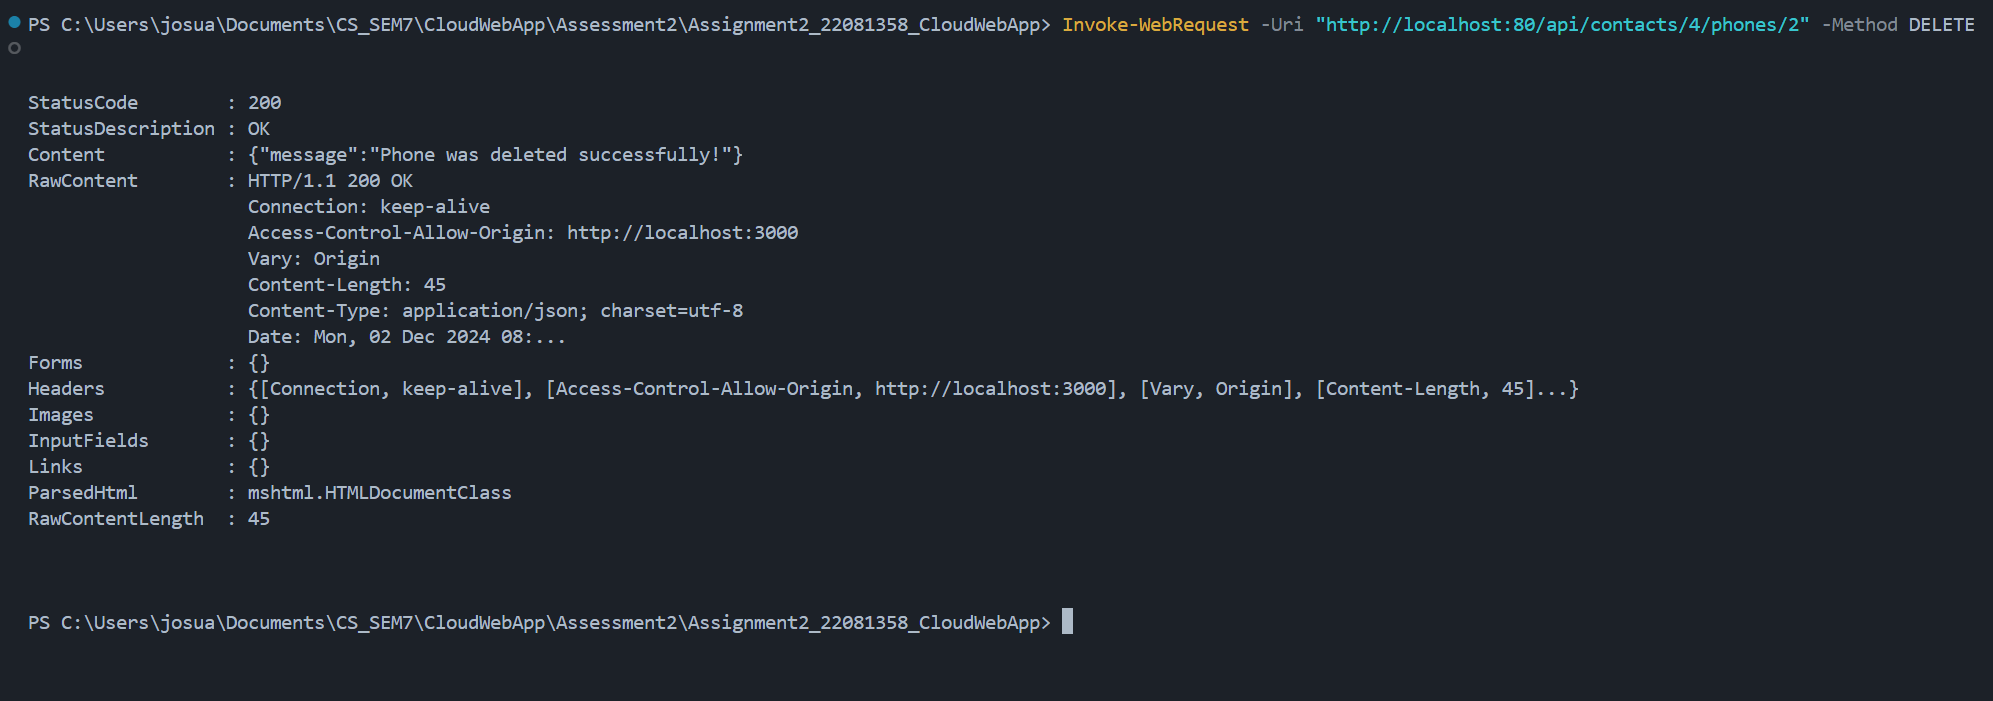 PS C:\Users\josua\Documents\CS_SEM7\CloudWebApp\Assessment2\Assignment2_22081358_CloudWebApp> Invoke-WebRequest -Uri "http://localhost:80/api/contacts/4/phones/2" -Method DELETE
StatusCode        : 200
StatusDescription : OK
Content           : {"message":"Phone was deleted successfully!"}
RawContent        : HTTP/1.1 200 OK
                    Connection: keep-alive
                    Access-Control-Allow-Origin: http://localhost:3000
                    Vary: Origin
                    Content-Length: 45
                    Content-Type: application/json; charset=utf-8
                    Date: Mon, 02 Dec 2024 08:...
Forms             : {}
Headers           : {[Connection, keep-alive], [Access-Control-Allow-Origin, http://localhost:3000], [Vary, Origin], [Content-Length, 45]...}
Images            : {}
InputFields       : {}
Links             : {}
ParsedHtml        : mshtml.HTMLDocumentClass
RawContentLength  : 45
PS C:\Users\josua\Documents\CS_SEM7\CloudWebApp\Assessment2\Assignment2_22081358_CloudWebApp>